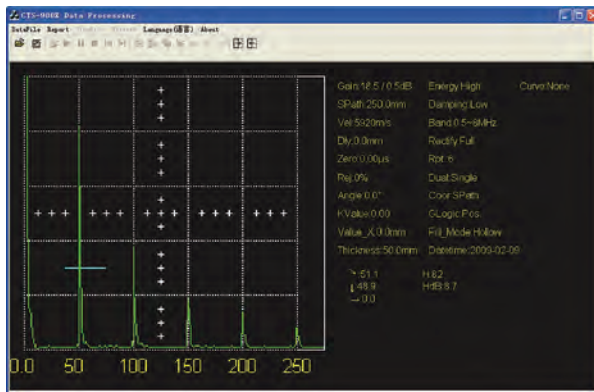 CTS-900X Data Processing
DataFile Report Language(语言) About
Gain:18.5 / 0.5dB Energy:High Curve:None
SPath:250.0mm Damping:Low
Vel:5920m/s Band:0.5~6MHz
Dly:0.0mm Rectify:Full
Zero:0.00μs Rpt: 6
Rej:0% Dual:Single
Angle:0.0° Coor:SPath
KValue:0.00 GLogic:Pos.
Value_X:0.0mm Fill_Mode:Hollow
Thickness:50.0mm Datetime:2009-02-09
51.1 H:82
↓48.9 HdB:8.7
→0.0
0.0 50 100 150 200 250